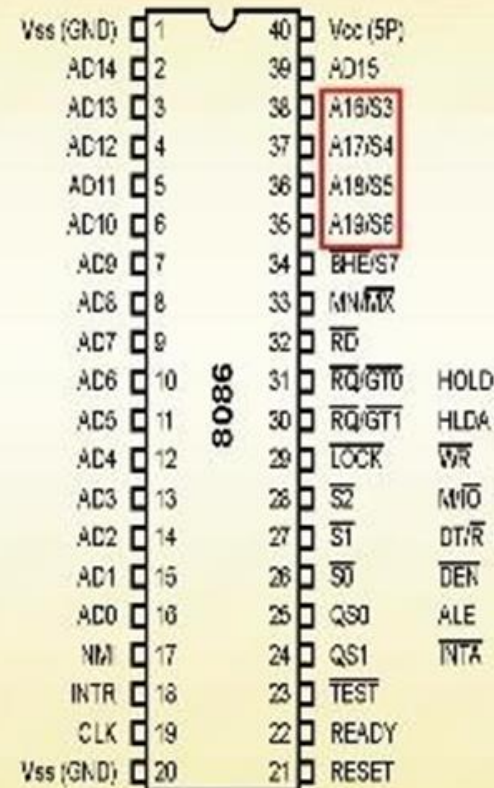 Vss (GND) 1 40 Vcc (5P)
AD14 2 39 AD15
AD13 3 38 A16/S3
AD12 4 37 A17/S4
AD11 5 36 A18/S5
AD10 6 35 A19/S6
AD9 7 34 BHE/S7
AD8 8 33 MN/MX
AD7 9 32 RD
AD6 10 31 RQ/GT0 HOLD
AD5 11 30 RQ/GT1 HLDA
AD4 12 29 LOCK WR
AD3 13 28 S2 M/IO
AD2 14 27 S1 DT/R
AD1 15 26 S0 DEN
AD0 16 25 QS0 ALE
NMI 17 24 QS1 INTA
INTR 18 23 TEST
CLK 19 22 READY
Vss (GND) 20 21 RESET
8086